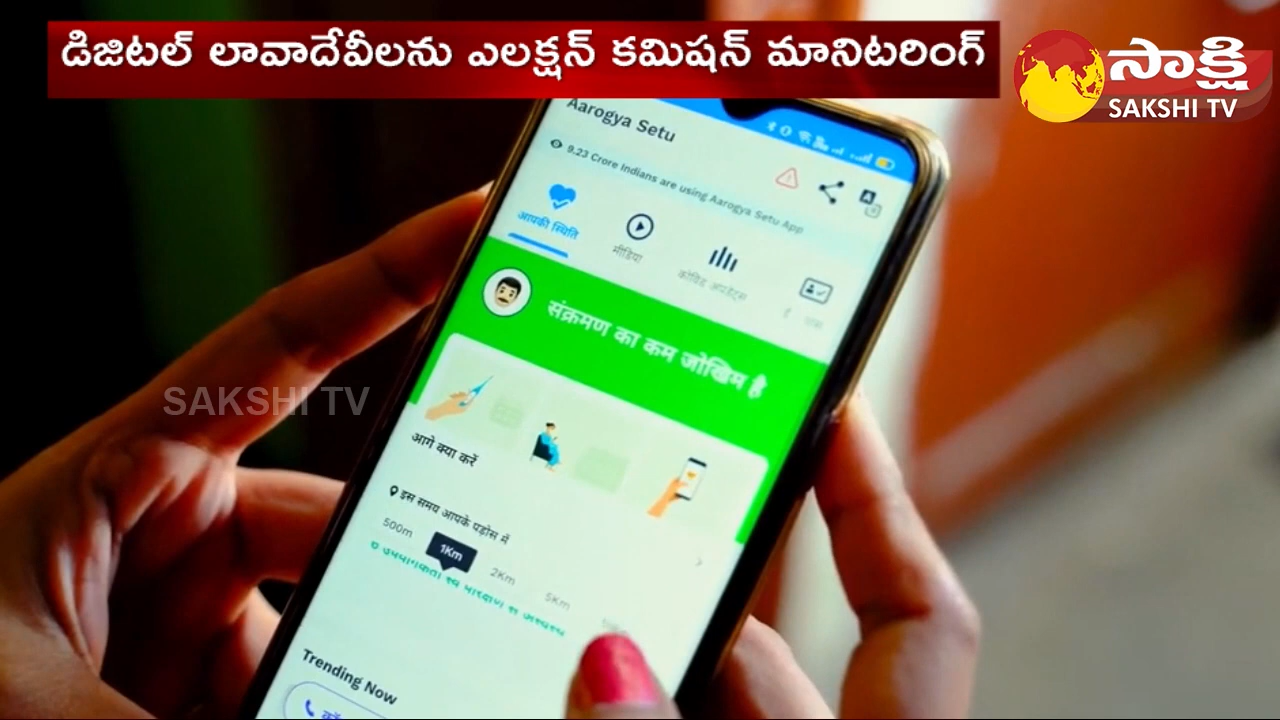 డిజిటల్ లావాదేవీలను ఎలక్షన్ కమిషన్ మానిటరింగ్
సాక్షి
SAKSHI TV
Aarogya Setu
9.23 Crore Indians are using Aarogya Setu App
आपकी स्थिति
मीडिया
कोविड अपडेट्स
संक्रमण का कम जोखिम है
SAKSHI TV
आगे क्या करें
इस समय आपके पड़ोस में
500m
1Km
2Km
5Km
Trending Now